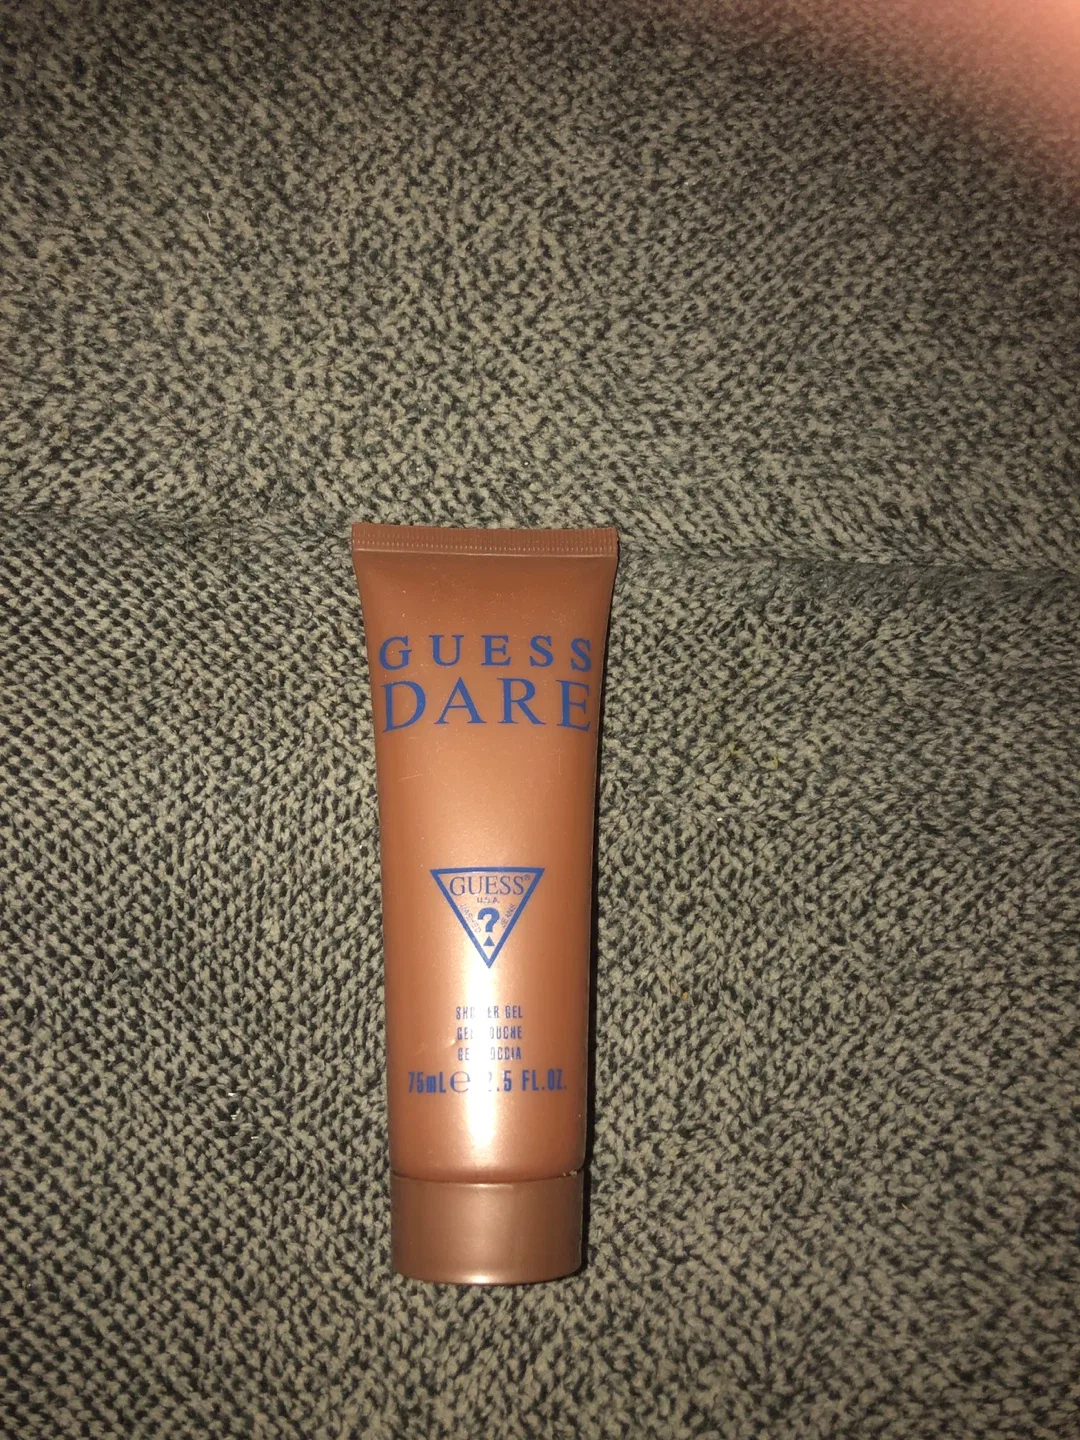 GUESS
DARE
GUESS®
U.S.A.
?
SHOWER GEL
GEL DOUCHE
GEL DOCCIA
75mL e 2.5 FL.OZ.